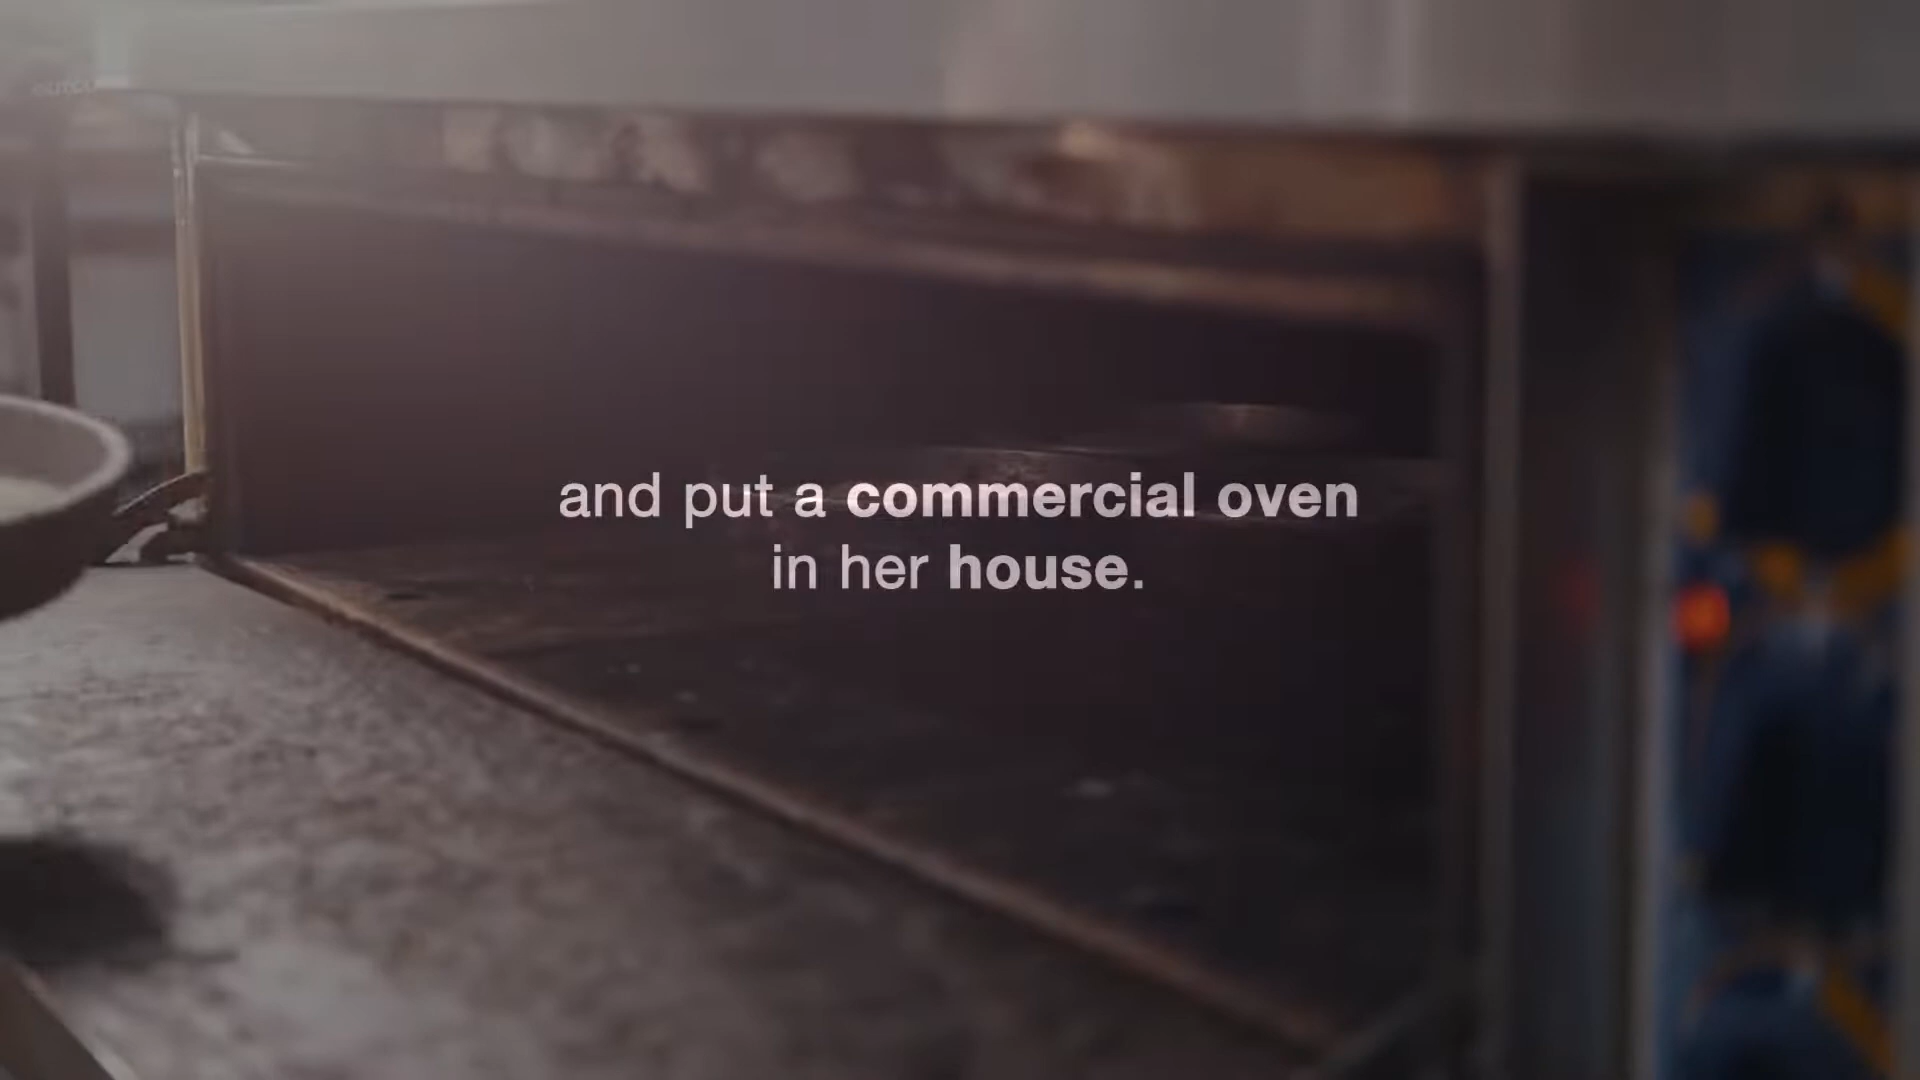 and put a commercial oven
in her house.